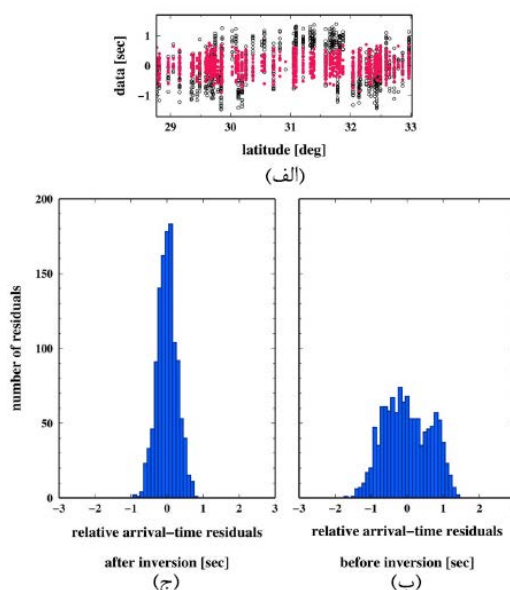 data [sec]
1
0
−1
29 30 31 32 33
latitude [deg]
(الف)
number of residuals
200
150
100
50
0
−3 −2 −1 0 1 2 3
relative arrival−time residuals
after inversion [sec]
(ج)
−3 −2 −1 0 1 2
relative arrival−time residuals
before inversion [sec]
(ب)